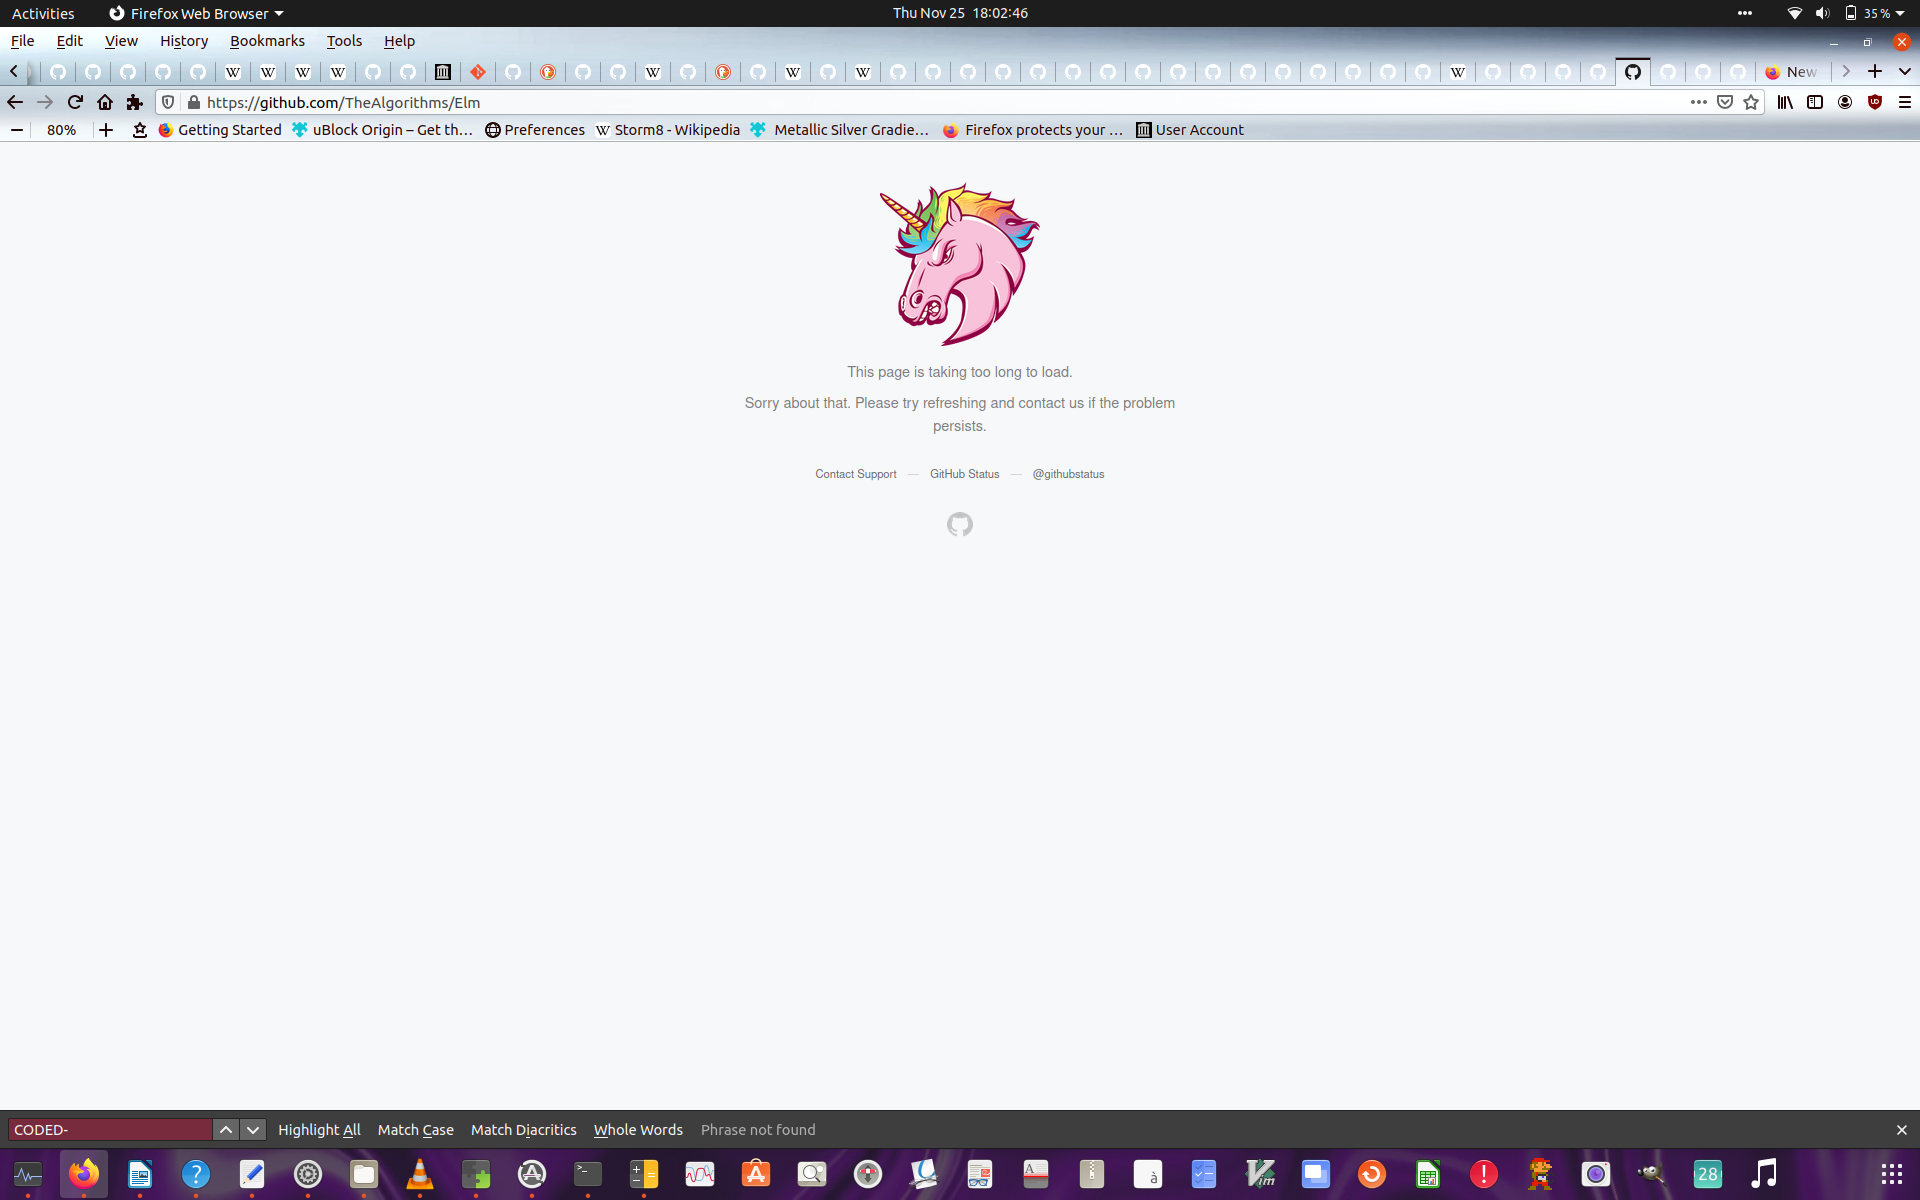 Activities Firefox Web Browser Thu Nov 25 18:02:46 35 %
File Edit View History Bookmarks Tools Help
W W W W W W W W New
https://github.com/TheAlgorithms/Elm
80% Getting Started uBlock Origin – Get th… Preferences W Storm8 - Wikipedia Metallic Silver Gradie… Firefox protects your … User Account
This page is taking too long to load.
Sorry about that. Please try refreshing and contact us if the problem
persists.
Contact Support — GitHub Status — @githubstatus
CODED- Highlight All Match Case Match Diacritics Whole Words Phrase not found
28